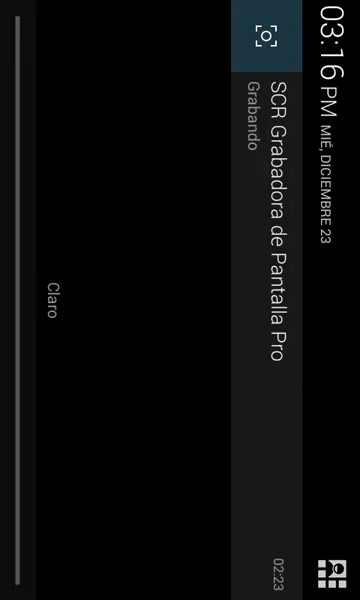 03:16 PM MIÉ, DICIEMBRE 23
SCR Grabadora de Pantalla Pro
02:23
Grabando
Claro